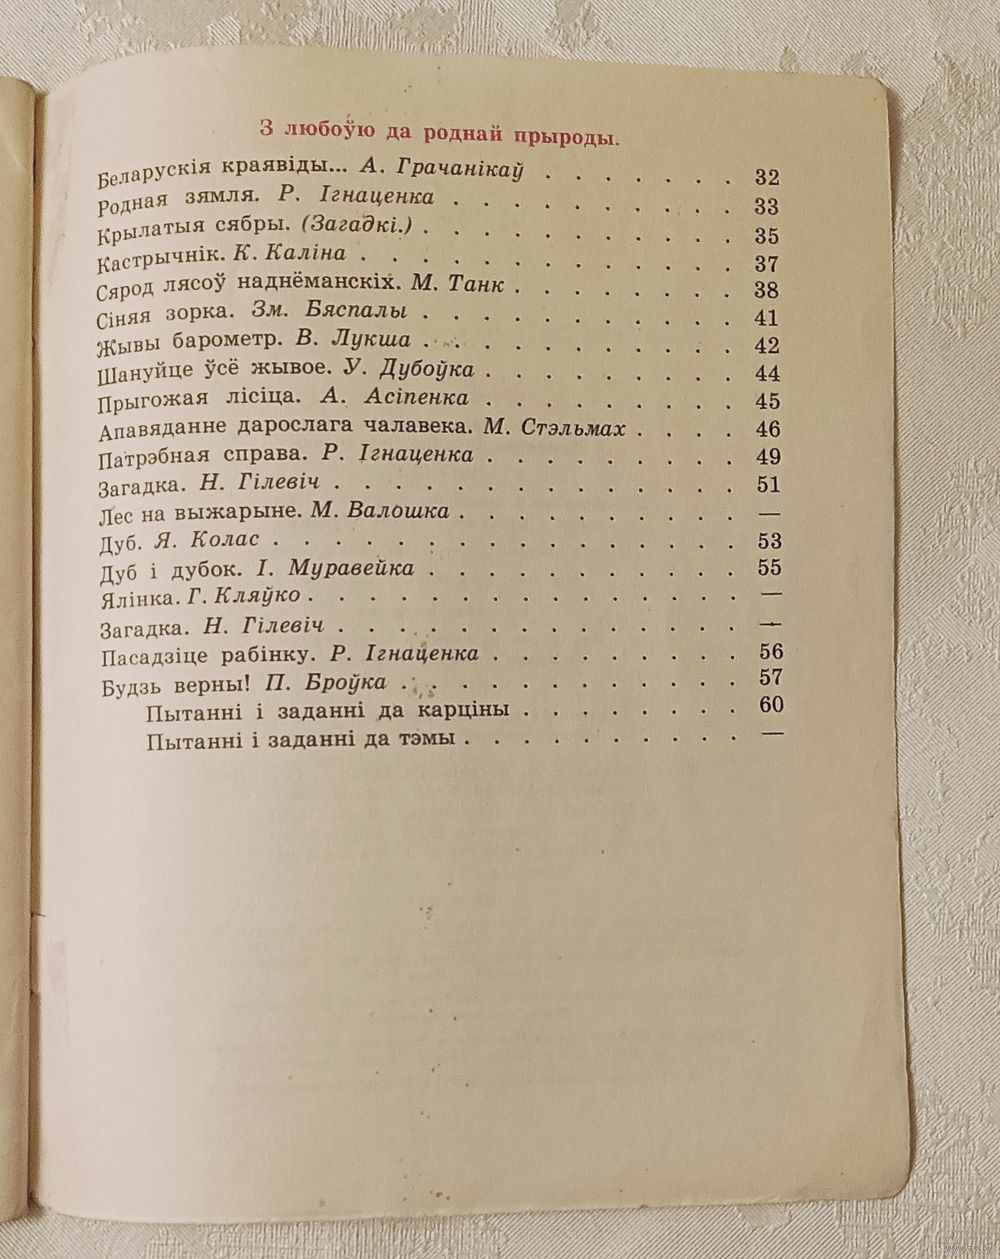 З любоўю да роднай прыроды.
Беларускія краявіды... А. Грачанікаў . . . . . . . 32
Родная зямля. Р. Ігнаценка . . . . . . . . . . 33
Крылатыя сябры. (Загадкі.) . . . . . . . . . . . 35
Кастрычнік. К. Каліна . . . . . . . . . . . . . 37
Сярод лясоў наднёманскіх. М. Танк . . . . . . . . 38
Сіняя зорка. Зм. Бяспалы . . . . . . . . . . . 41
Жывы барометр. В. Лукша . . . . . . . . . . . 42
Шануйце ўсё жывое. У. Дубоўка . . . . . . . . . 44
Прыгожая лісіца. А. Асіпенка . . . . . . . . . 45
Апавяданне дарослага чалавека. М. Стэльмах . . . . 46
Патрэбная справа. Р. Ігнаценка . . . . . . . . . 49
Загадка. Н. Гілевіч . . . . . . . . . . . . . . 51
Лес на выжарыне. М. Валошка . . . . . . . . . . —
Дуб. Я. Колас . . . . . . . . . . . . . . . . 53
Дуб і дубок. І. Муравейка . . . . . . . . . . . 55
Ялінка. Г. Кляўко . . . . . . . . . . . . . . . —
Загадка. Н. Гілевіч . . . . . . . . . . . . . . —
Пасадзіце рабінку. Р. Ігнаценка . . . . . . . . . 56
Будзь верны! П. Броўка . . . . . . . . . . . . 57
Пытанні і заданні да карціны . . . . . . . . 60
Пытанні і заданні да тэмы . . . . . . . . . . —